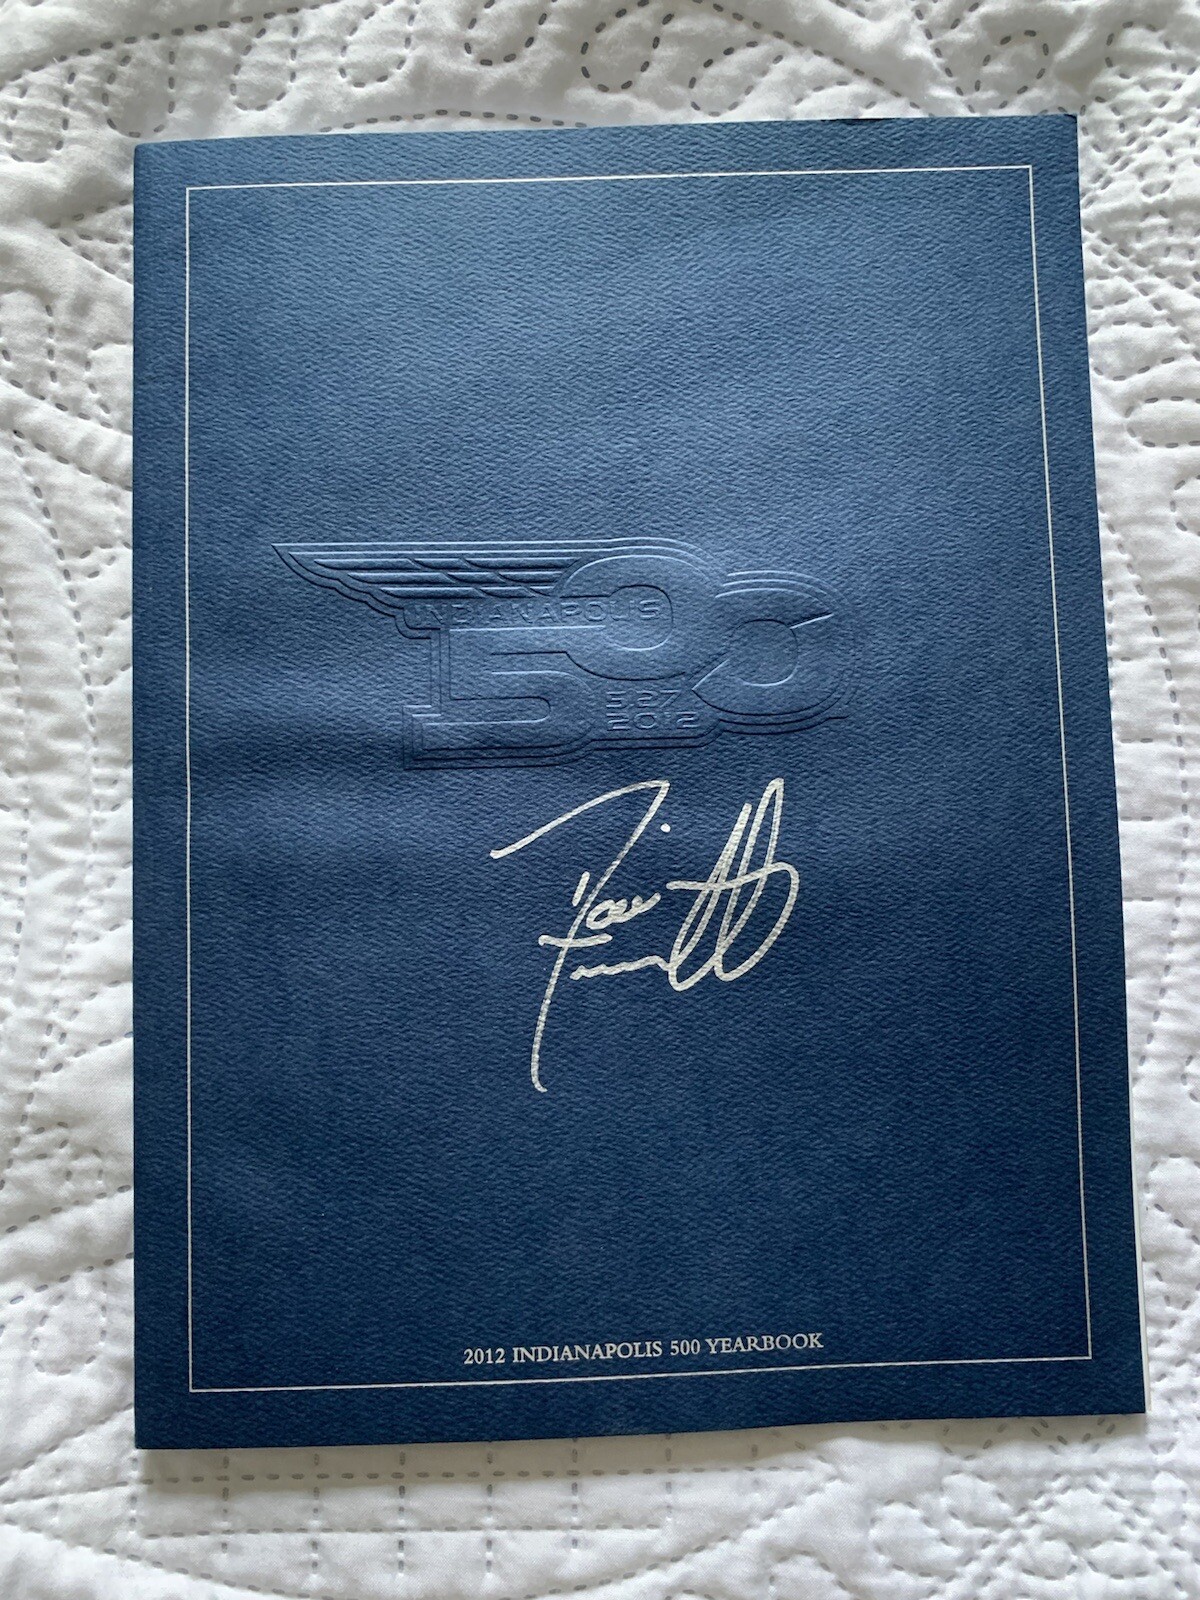 INDIANAPOLIS
500
5.27
2012
2012 INDIANAPOLIS 500 YEARBOOK